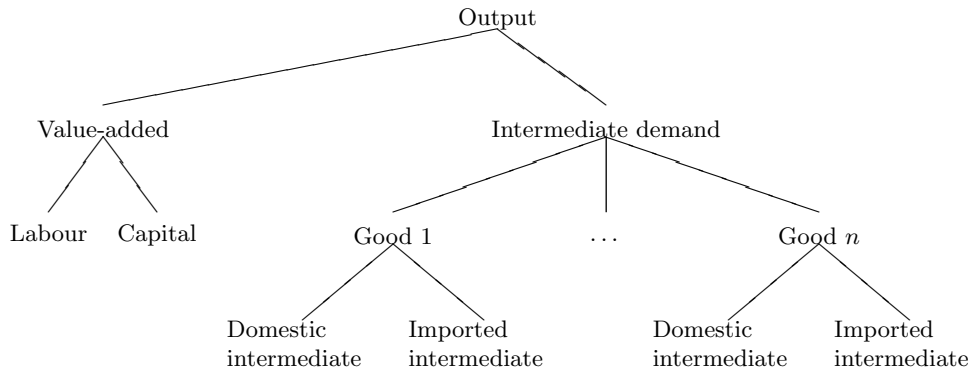 Output
Value-added
Intermediate demand
Labour
Capital
Good 1
...
Good n
Domestic
intermediate
Imported
intermediate
Domestic
intermediate
Imported
intermediate